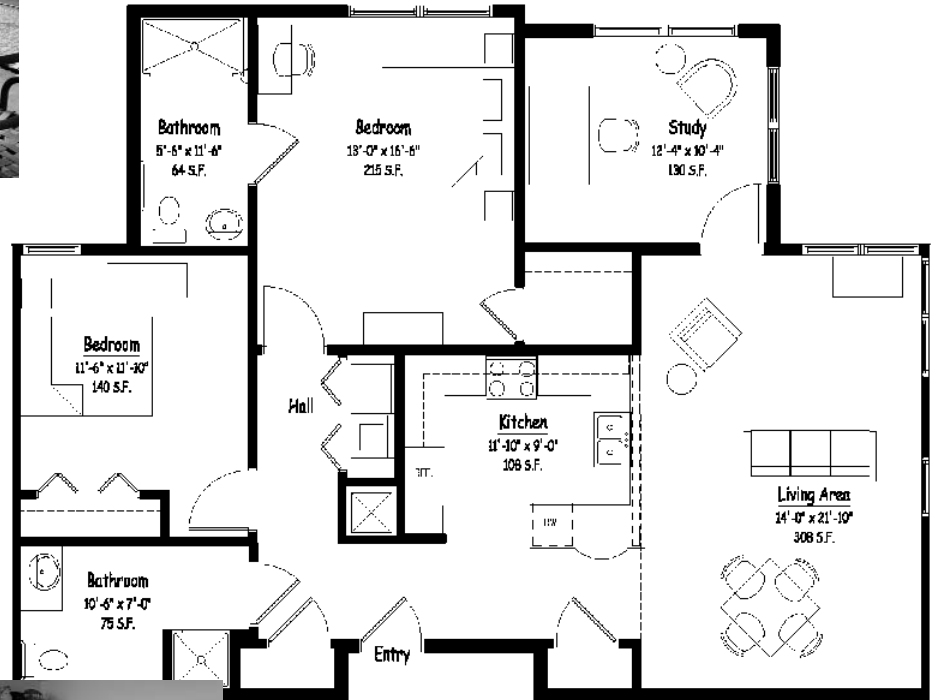 Bathroom
5'-6" x 11'-6"
64 S.F.
Bedroom
13'-0" x 16'-6"
215 S.F.
Study
12'-4" x 10'-4"
130 S.F.
Bedroom
11'-6" x 11'-10"
140 S.F.
Hall
Kitchen
11'-10" x 9'-0"
108 S.F.
DW
Living Area
14'-0" x 21'-10"
308 S.F.
Bathroom
10'-6" x 7'-0"
75 S.F.
Entry